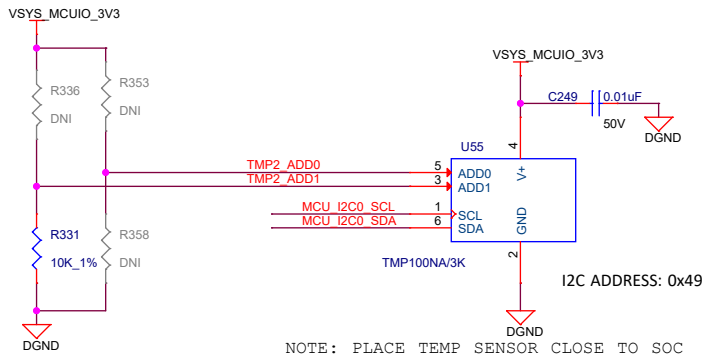 VSYS_MCUIO_3V3
R336
DNI
R353
DNI
R331
10K_1%
R358
DNI
DGND
TMP2_ADD0
TMP2_ADD1
MCU_I2C0_SCL
MCU_I2C0_SDA
VSYS_MCUIO_3V3
C249 0.01uF
50V
DGND
U55
4
V+
5 ADD0
3 ADD1
1 SCL
6 SDA
GND
2
TMP100NA/3K
I2C ADDRESS: 0x49
DGND
NOTE: PLACE TEMP SENSOR CLOSE TO SOC